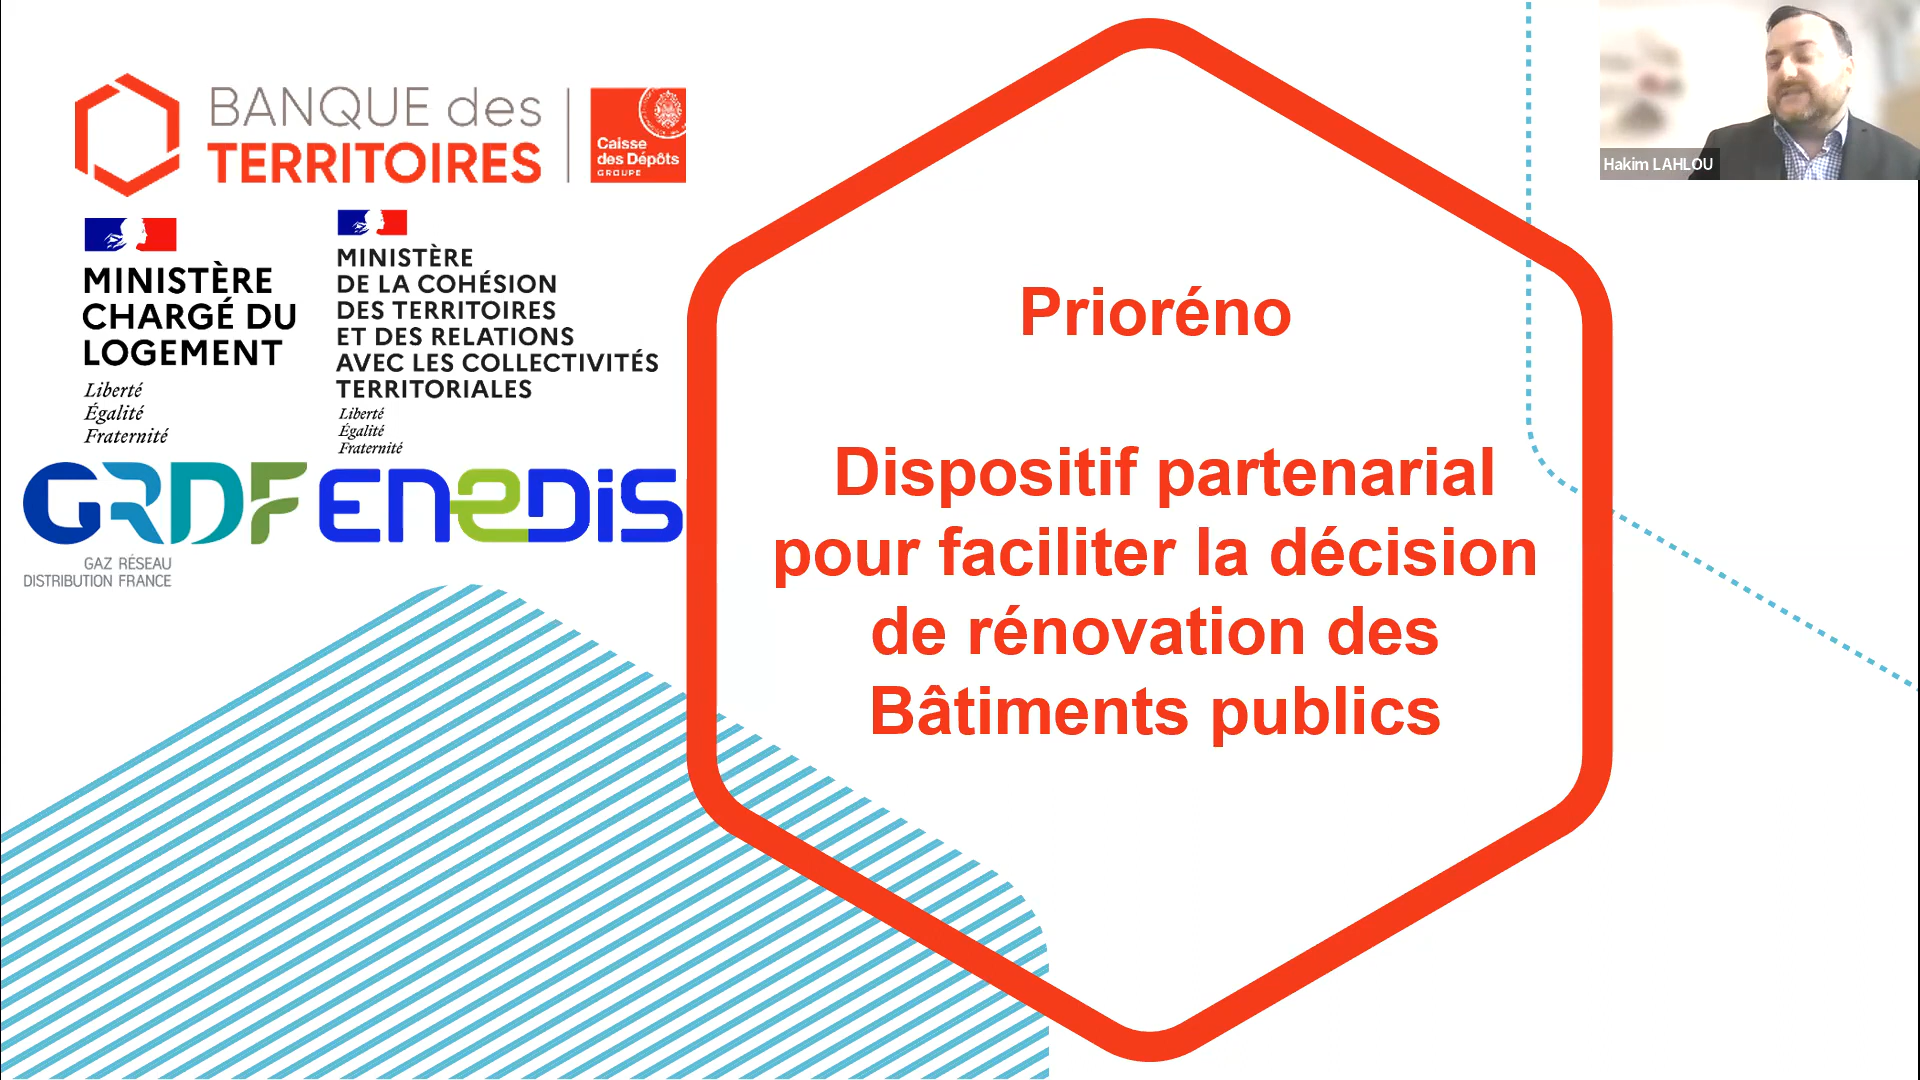 BANQUE des
TERRITOIRES
Caisse
des Dépôts
GROUPE
MINISTÈRE
CHARGÉ DU
LOGEMENT
Liberté
Égalité
Fraternité
MINISTÈRE
DE LA COHÉSION
DES TERRITOIRES
ET DES RELATIONS
AVEC LES COLLECTIVITÉS
TERRITORIALES
Liberté
Égalité
Fraternité
GRDF
GAZ RÉSEAU
DISTRIBUTION FRANCE
ENEDIS
Prioréno
Dispositif partenarial
pour faciliter la décision
de rénovation des
Bâtiments publics
Hakim LAHLOU